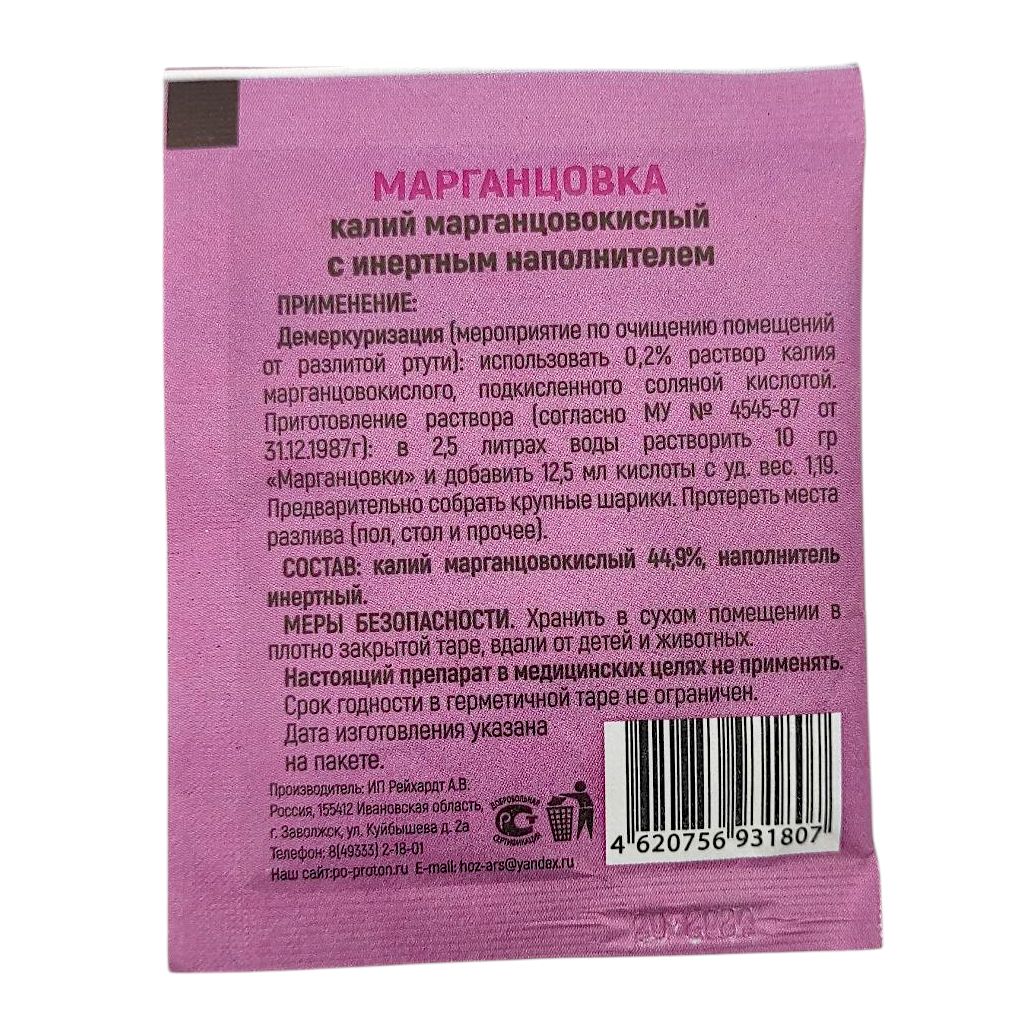 МАРГАНЦОВКА
калий марганцовокислый
с инертным наполнителем
ПРИМЕНЕНИЕ:
Демеркуризация (мероприятие по очищению помещений
от разлитой ртути): использовать 0,2% раствор калия
марганцовокислого, подкисленного соляной кислотой.
Приготовление раствора (согласно МУ № 4545-87 от
31.12.1987г): в 2,5 литрах воды растворить 10 гр
«Марганцовки» и добавить 12,5 мл кислоты с уд. вес. 1,19.
Предварительно собрать крупные шарики. Протереть места
разлива (пол, стол и прочее).
СОСТАВ: калий марганцовокислый 44,9%, наполнитель
инертный.
МЕРЫ БЕЗОПАСНОСТИ. Хранить в сухом помещении в
плотно закрытой таре, вдали от детей и животных.
Настоящий препарат в медицинских целях не применять.
Срок годности в герметичной таре не ограничен.
Дата изготовления указана
на пакете.
Производитель: ИП Рейхардт А.В.
Россия, 155412 Ивановская область,
г. Заволжск, ул. Куйбышева д. 2а
Телефон: 8(49333) 2-18-01
Наш сайт:po-proton.ru E-mail: hoz-ars@yandex.ru
ДОБРОВОЛЬНАЯ
СЕРТИФИКАЦИЯ
4 620756 931807